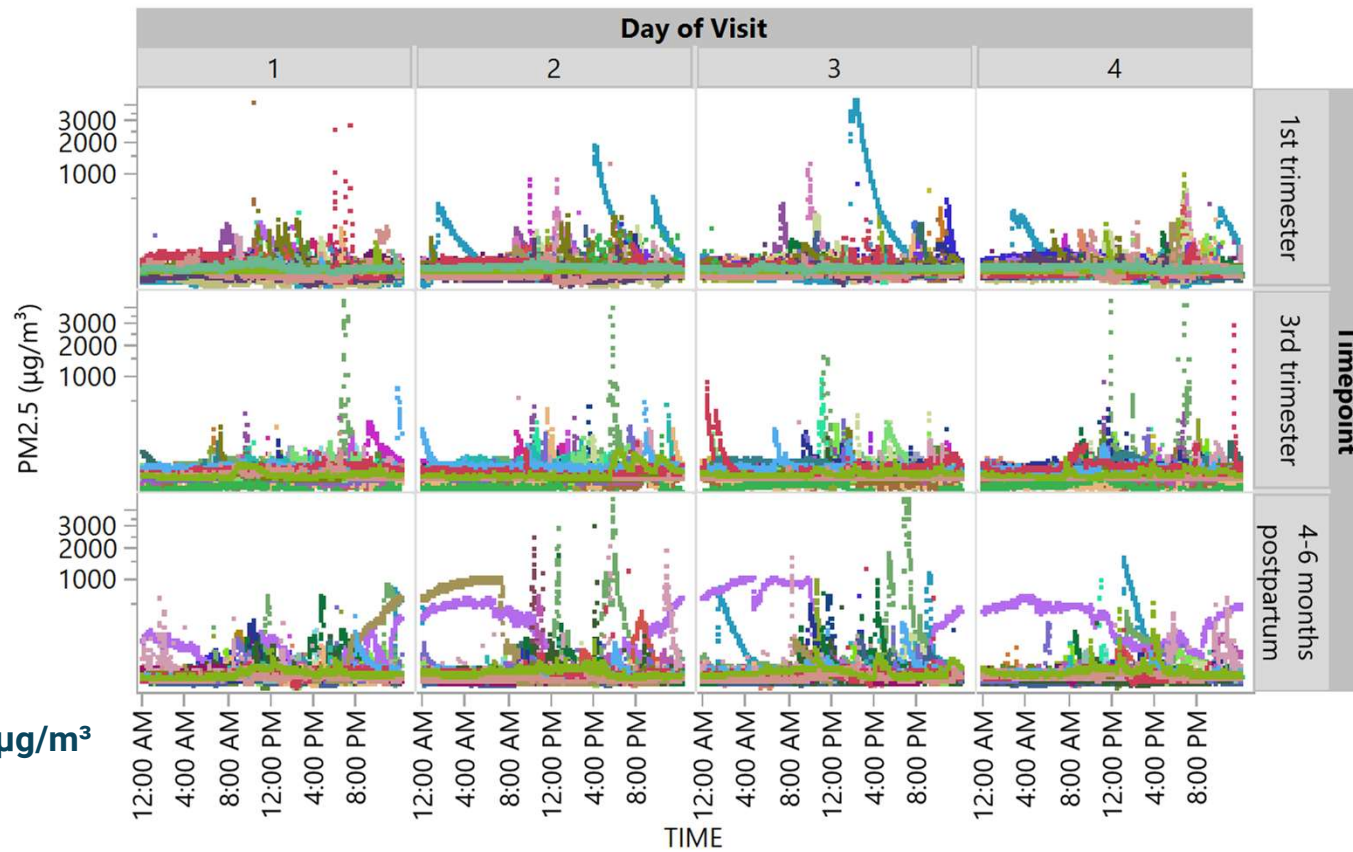 Day of Visit
1 2 3 4
3000
2000
1000
1st trimester
3000
2000
1000
3rd trimester
3000
2000
1000
4-6 months
postpartum
Timepoint
PM2.5 (µg/m³)
µg/m³
12:00 AM 4:00 AM 8:00 AM 12:00 PM 4:00 PM 8:00 PM 12:00 AM 4:00 AM 8:00 AM 12:00 PM 4:00 PM 8:00 PM 12:00 AM 4:00 AM 8:00 AM 12:00 PM 4:00 PM 8:00 PM 12:00 AM 4:00 AM 8:00 AM 12:00 PM 4:00 PM 8:00 PM
TIME